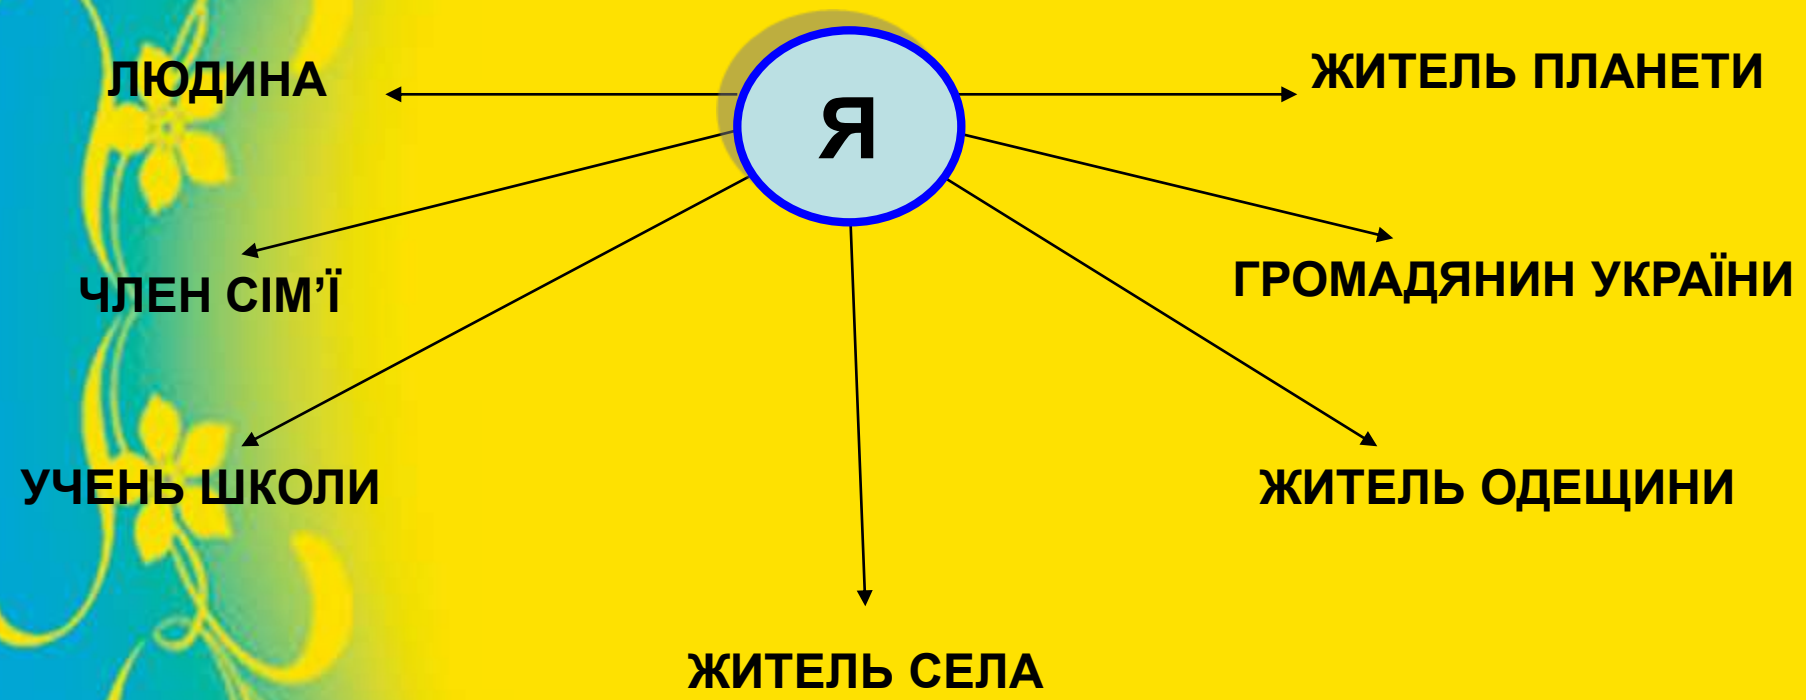 Я
ЛЮДИНА
ЖИТЕЛЬ ПЛАНЕТИ
ЧЛЕН СІМ’Ї
ГРОМАДЯНИН УКРАЇНИ
УЧЕНЬ ШКОЛИ
ЖИТЕЛЬ ОДЕЩИНИ
ЖИТЕЛЬ СЕЛА